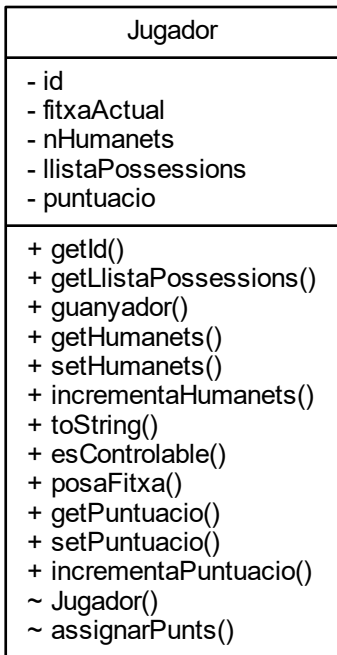 Jugador
- id
- fitxaActual
- nHumanets
- llistaPossessions
- puntuacio
+ getId()
+ getLlistaPossessions()
+ guanyador()
+ getHumanets()
+ setHumanets()
+ incrementaHumanets()
+ toString()
+ esControlable()
+ posaFitxa()
+ getPuntuacio()
+ setPuntuacio()
+ incrementaPuntuacio()
~ Jugador()
~ assignarPunts()